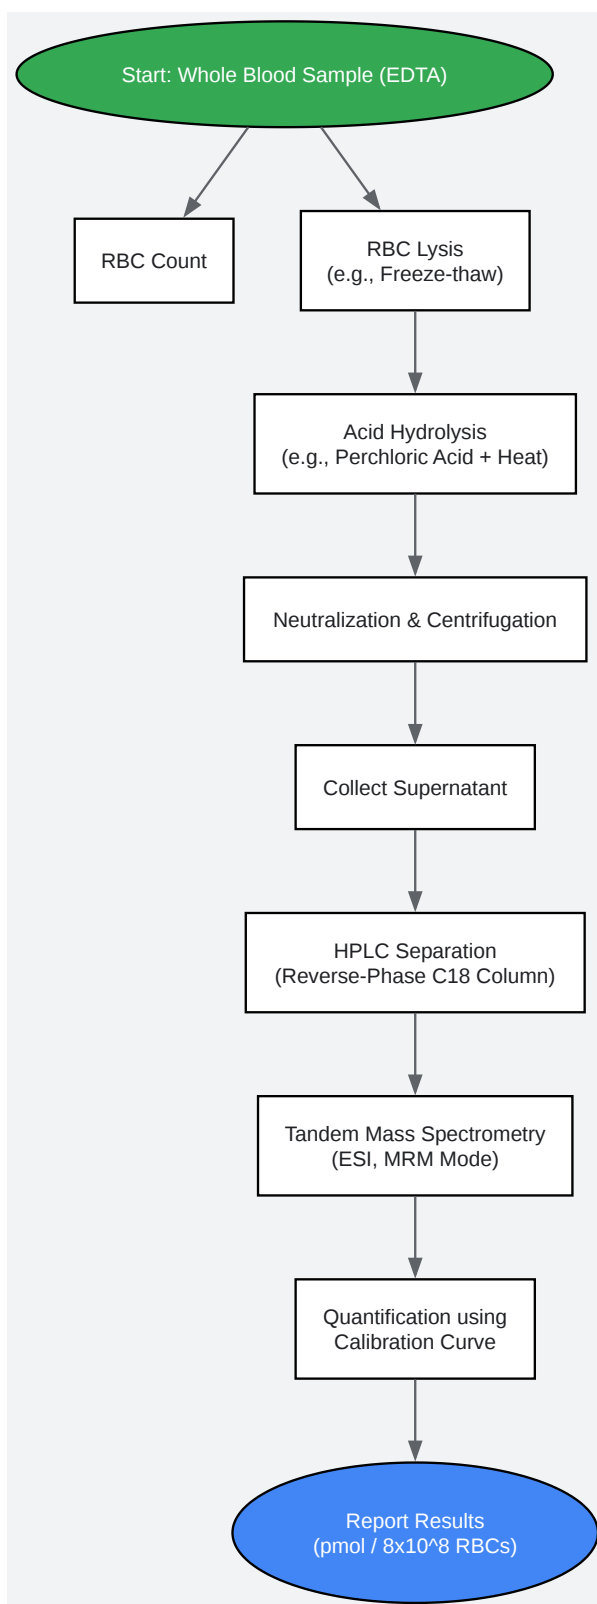 Start: Whole Blood Sample (EDTA)
RBC Count
RBC Lysis
(e.g., Freeze-thaw)
Acid Hydrolysis
(e.g., Perchloric Acid + Heat)
Neutralization & Centrifugation
Collect Supernatant
HPLC Separation
(Reverse-Phase C18 Column)
Tandem Mass Spectrometry
(ESI, MRM Mode)
Quantification using
Calibration Curve
Report Results
(pmol / 8x10^8 RBCs)